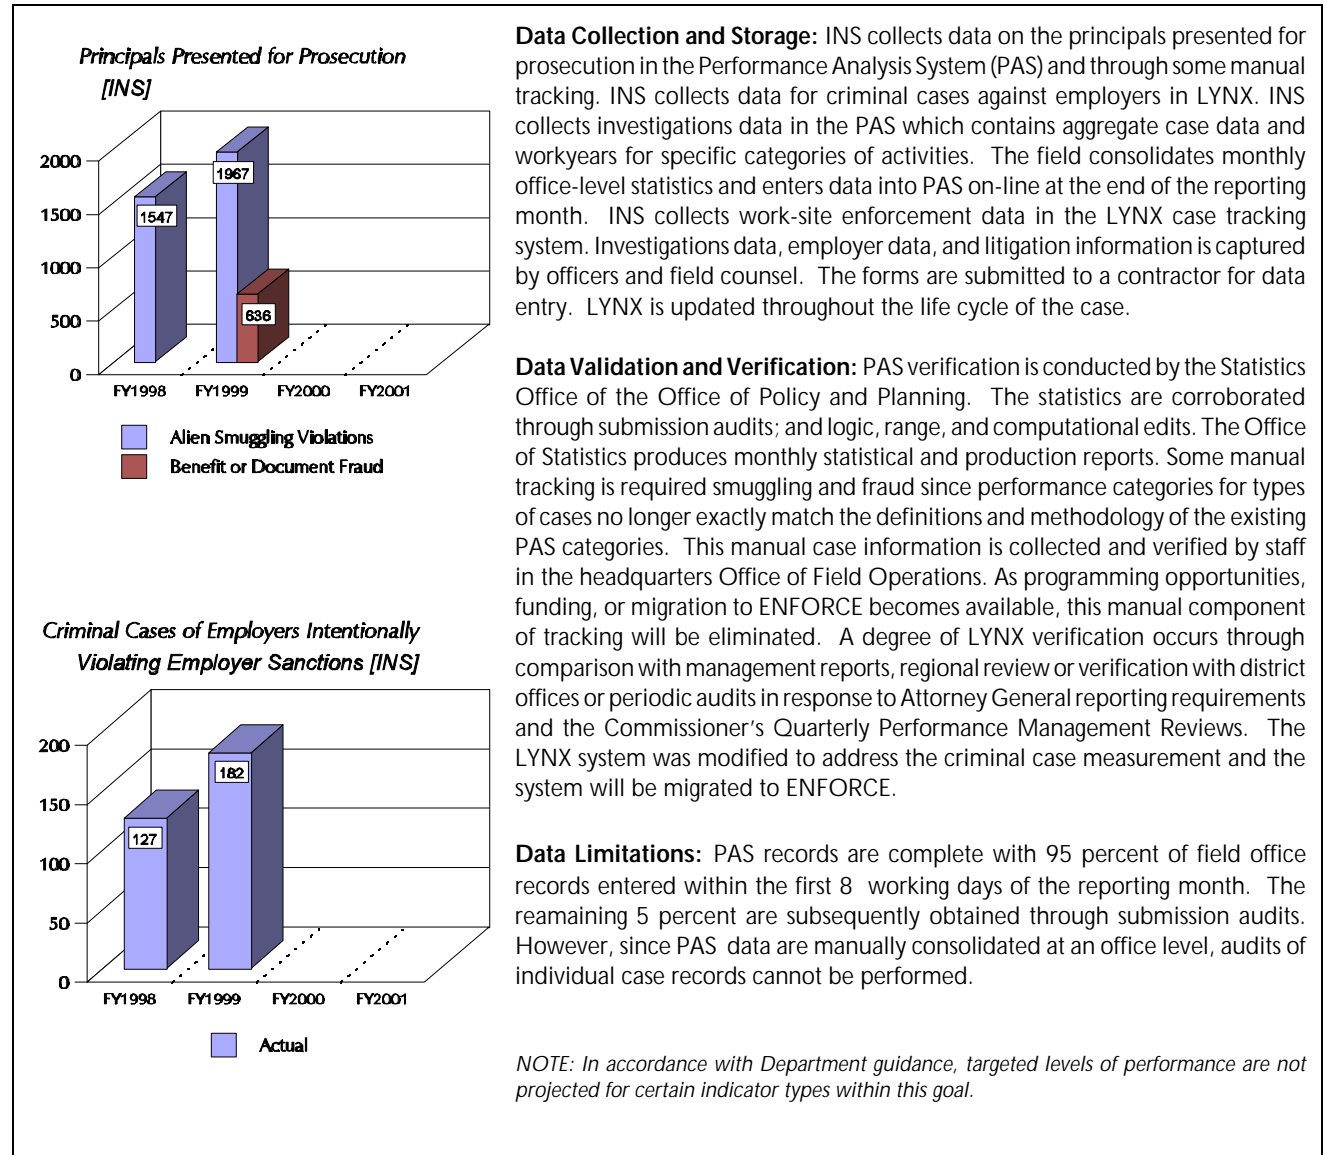 Principals Presented for Prosecution
[INS]
2000
1500
1000
500
0
1547
1967
636
FY1998 FY1999 FY2000 FY2001
Alien Smuggling Violations
Benefit or Document Fraud
Criminal Cases of Employers Intentionally
Violating Employer Sanctions [INS]
200
150
100
50
0
127
182
FY1998 FY1999 FY2000 FY2001
Actual
Data Collection and Storage: INS collects data on the principals presented for
prosecution in the Performance Analysis System (PAS) and through some manual
tracking. INS collects data for criminal cases against employers in LYNX. INS
collects investigations data in the PAS which contains aggregate case data and
workyears for specific categories of activities. The field consolidates monthly
office-level statistics and enters data into PAS on-line at the end of the reporting
month. INS collects work-site enforcement data in the LYNX case tracking
system. Investigations data, employer data, and litigation information is captured
by officers and field counsel. The forms are submitted to a contractor for data
entry. LYNX is updated throughout the life cycle of the case.
Data Validation and Verification: PAS verification is conducted by the Statistics
Office of the Office of Policy and Planning. The statistics are corroborated
through submission audits; and logic, range, and computational edits. The Office
of Statistics produces monthly statistical and production reports. Some manual
tracking is required smuggling and fraud since performance categories for types
of cases no longer exactly match the definitions and methodology of the existing
PAS categories. This manual case information is collected and verified by staff
in the headquarters Office of Field Operations. As programming opportunities,
funding, or migration to ENFORCE becomes available, this manual component
of tracking will be eliminated. A degree of LYNX verification occurs through
comparison with management reports, regional review or verification with district
offices or periodic audits in response to Attorney General reporting requirements
and the Commissioner's Quarterly Performance Management Reviews. The
LYNX system was modified to address the criminal case measurement and the
system will be migrated to ENFORCE.
Data Limitations: PAS records are complete with 95 percent of field office
records entered within the first 8 working days of the reporting month. The
reamaining 5 percent are subsequently obtained through submission audits.
However, since PAS data are manually consolidated at an office level, audits of
individual case records cannot be performed.
NOTE: In accordance with Department guidance, targeted levels of performance are not
projected for certain indicator types within this goal.